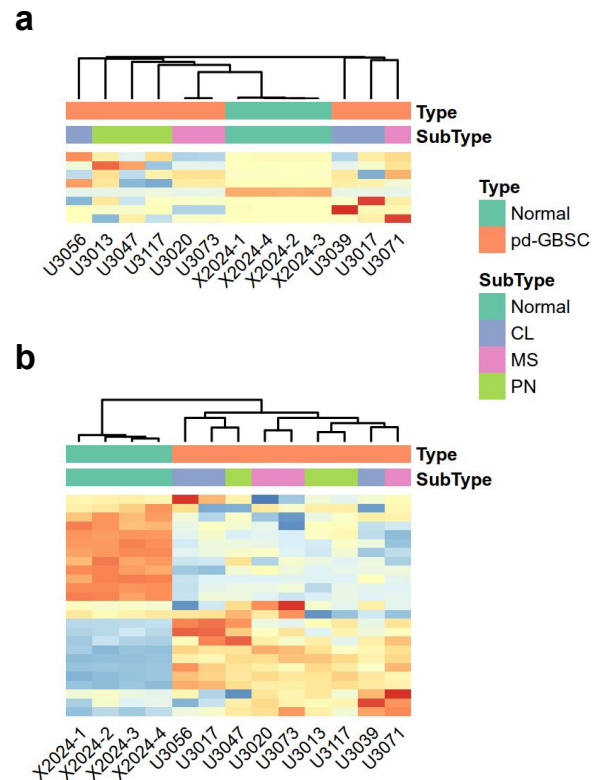 a
Type
SubType
U3056
U3013
U3047
U3117
U3020
U3073
X2024-1
X2024-4
X2024-2
X2024-3
U3039
U3017
U3071
Type
Normal
pd-GBSC
SubType
Normal
CL
MS
PN
b
Type
SubType
X2024-1
X2024-2
X2024-3
X2024-4
U3056
U3017
U3047
U3020
U3073
U3013
U3117
U3039
U3071